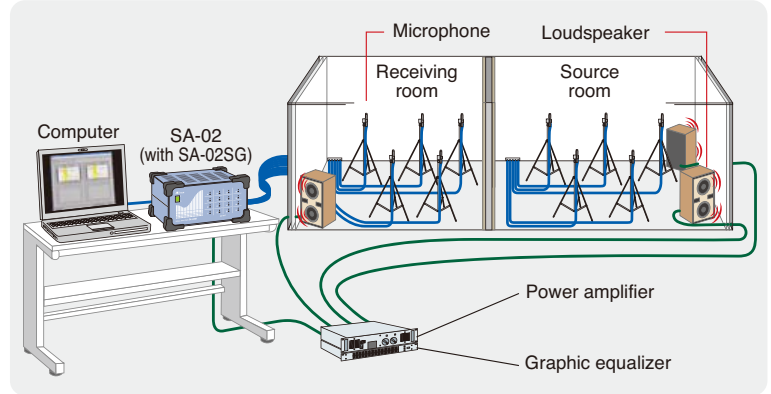 Microphone
Loudspeaker
Receiving
room
Source
room
Computer
SA-02
(with SA-02SG)
Power amplifier
Graphic equalizer